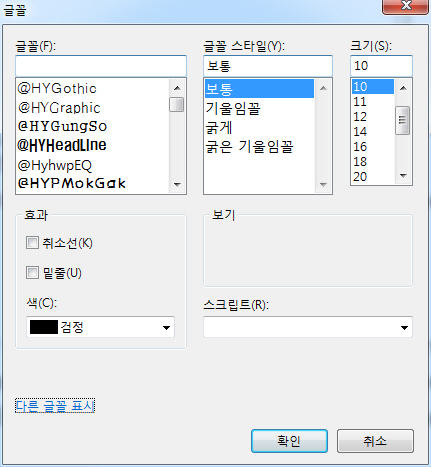 글꼴
글꼴(F):
글꼴 스타일(Y):
크기(S):
보통
10
@HYGothic
@HYGraphic
@HYGungSo
@HYHeadLine
@HyhwpEQ
@HYPMokGak
보통
기울임꼴
굵게
굵은 기울임꼴
10
11
12
14
16
18
20
효과
취소선(K)
밑줄(U)
색(C):
검정
보기
스크립트(R):
다른 글꼴 표시
확인
취소